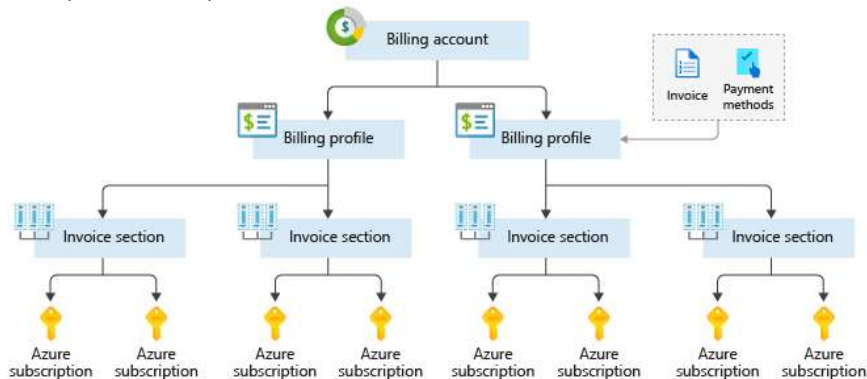 Billing account
Invoice
Payment
methods
Billing profile
Billing profile
Invoice section
Invoice section
Invoice section
Invoice section
Azure
subscription
Azure
subscription
Azure
subscription
Azure
subscription
Azure
subscription
Azure
subscription
Azure
subscription
Azure
subscription